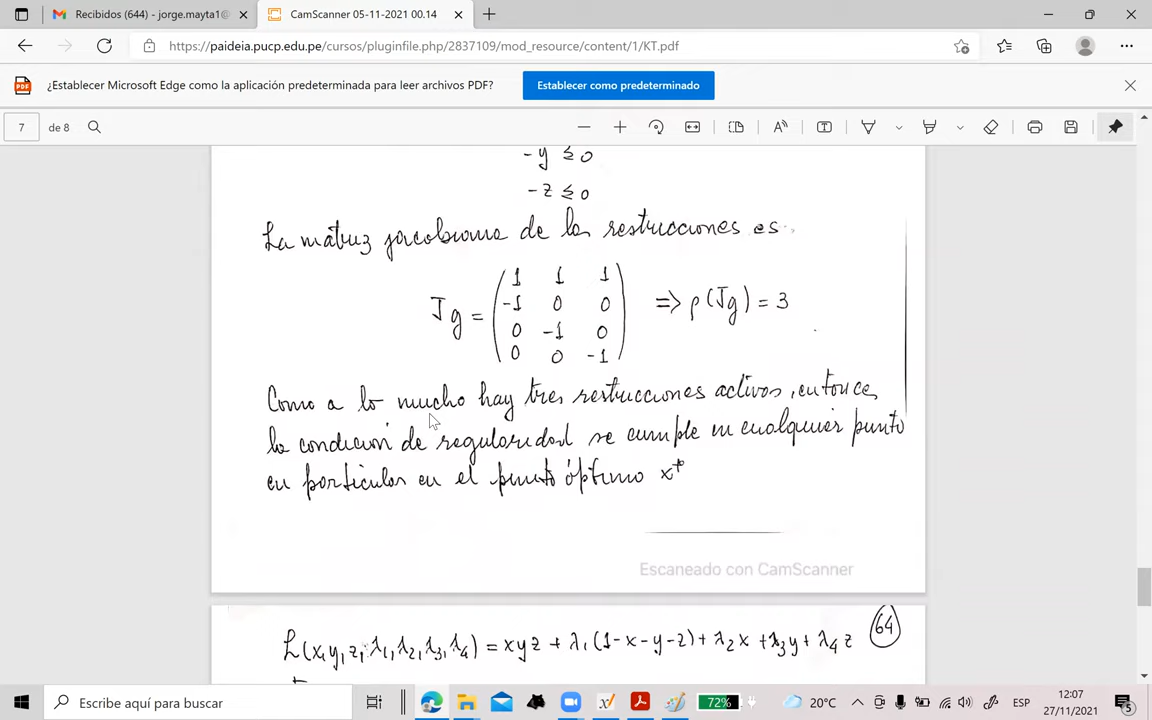 Recibidos (644) - jorge.mayta1@
CamScanner 05-11-2021 00.14
https://paideia.pucp.edu.pe/cursos/pluginfile.php/2837109/mod_resource/content/1/KT.pdf
PDF
¿Establecer Microsoft Edge como la aplicación predeterminada para leer archivos PDF?
Establecer como predeterminado
7 de 8
-y ≤ 0
-z ≤ 0
La matriz jacobiana de las restricciones es
Jg = ( 1 1 1
-1 0 0
0 -1 0
0 0 -1 ) => ρ(Jg) = 3
Como a lo mucho hay tres restricciones activas, entonces
la condición de regularidad se cumple en cualquier punto
en particular en el punto óptimo x*
Escaneado con CamScanner
64
L(x,y,z,λ1,λ2,λ3,λ4) = xyz + λ1(1-x-y-z) + λ2x + λ3y + λ4z
Escribe aquí para buscar
72%
20°C
ESP
12:07
27/11/2021
5